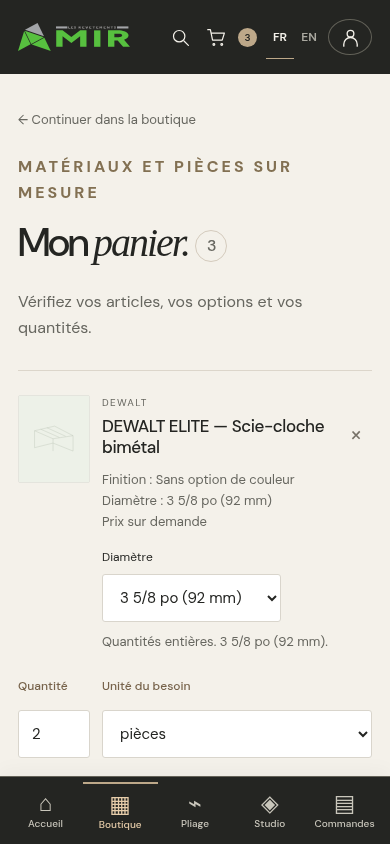 LES REVÊTEMENTS
MIR
3
FR
EN
← Continuer dans la boutique
MATÉRIAUX ET PIÈCES SUR
MESURE
Mon panier. 3
Vérifiez vos articles, vos options et vos
quantités.
DEWALT
DEWALT ELITE — Scie-cloche
bimétal
×
Finition : Sans option de couleur
Diamètre : 3 5/8 po (92 mm)
Prix sur demande
Diamètre
3 5/8 po (92 mm)
Quantités entières. 3 5/8 po (92 mm).
Quantité
Unité du besoin
2
pièces
Accueil
Boutique
Pliage
Studio
Commandes